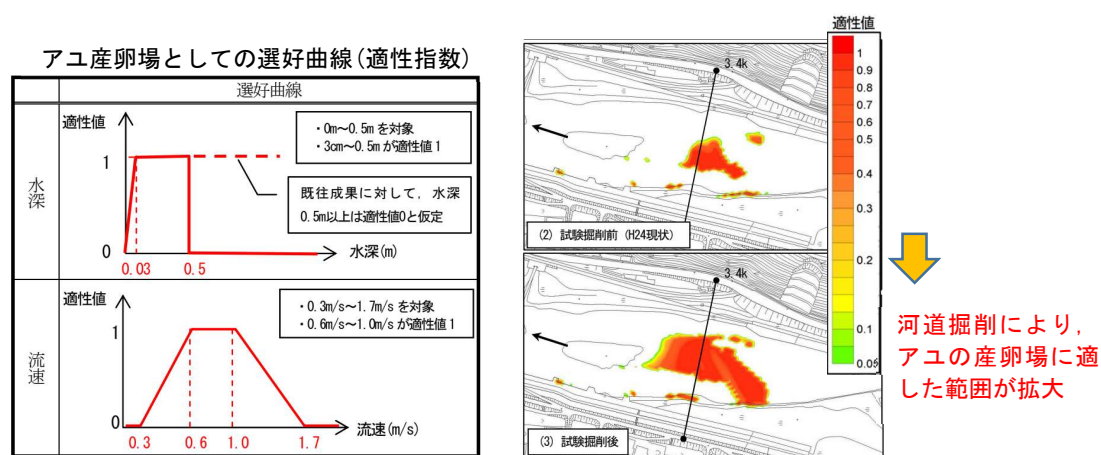 アユ産卵場としての選好曲線(適性指数)
選好曲線
水深
適性値
1
0
0.03
0.5
水深(m)
・0m～0.5mを対象
・3cm～0.5mが適性値1
既往成果に対して，水深
0.5m以上は適性値0と仮定
流速
適性値
1
0
0.3
0.6
1.0
1.7
流速(m/s)
・0.3m/s～1.7m/sを対象
・0.6m/s～1.0m/sが適性値1
3.4k
(2) 試験掘削前（H24現状）
3.4k
(3) 試験掘削後
適性値
1
0.9
0.8
0.7
0.6
0.5
0.4
0.3
0.2
0.1
0.05
河道掘削により，
アユの産卵場に適
した範囲が拡大